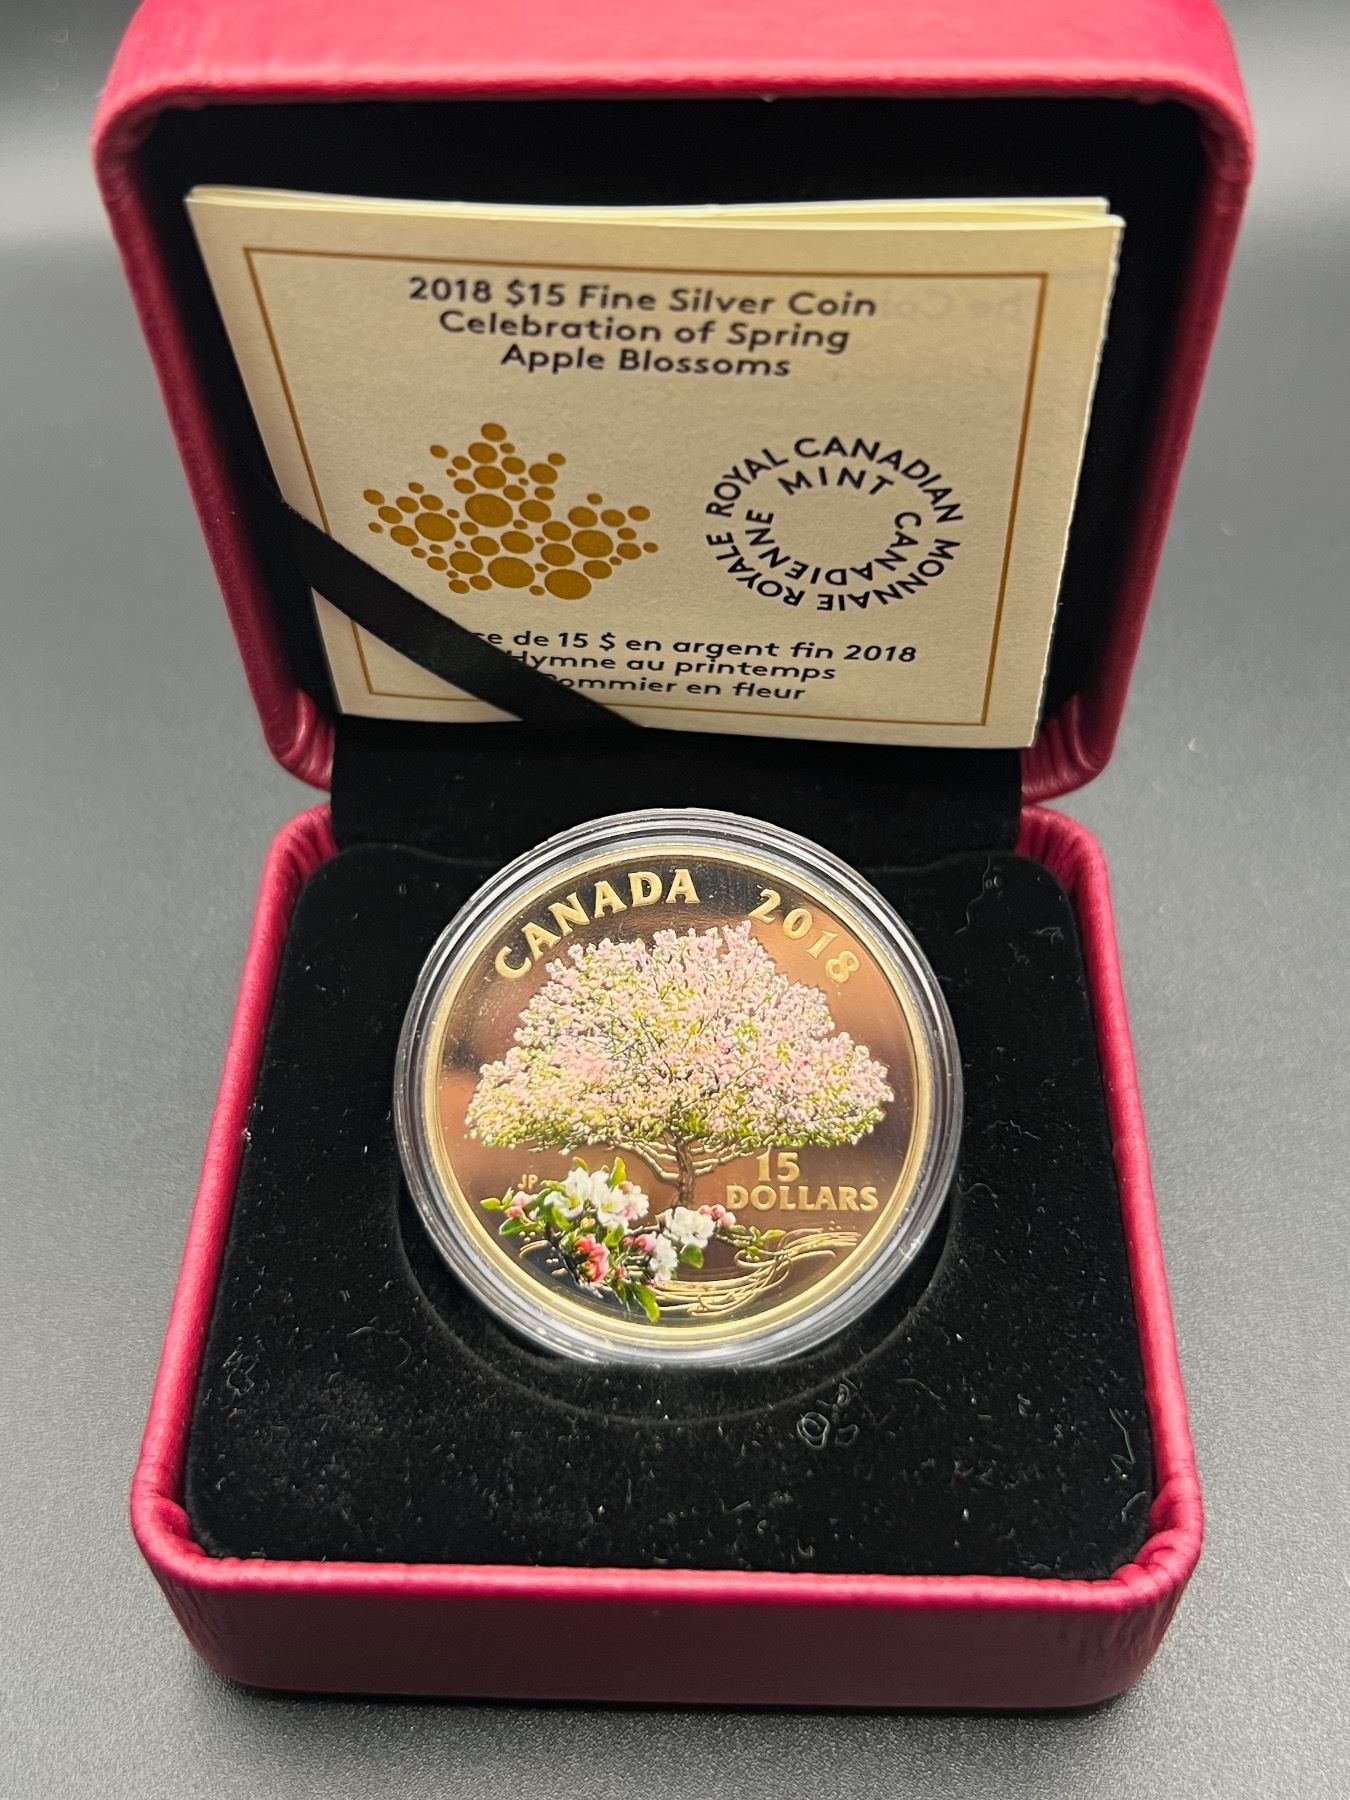 2018 $15 Fine Silver Coin
Celebration of Spring
Apple Blossoms
ROYAL CANADIAN
MINT
MONNAIE ROYALE
CANADIENNE
de 15 $ en argent fin 2018
Hymne au printemps
en fleur
CANADA 2018
15
DOLLARS
JP